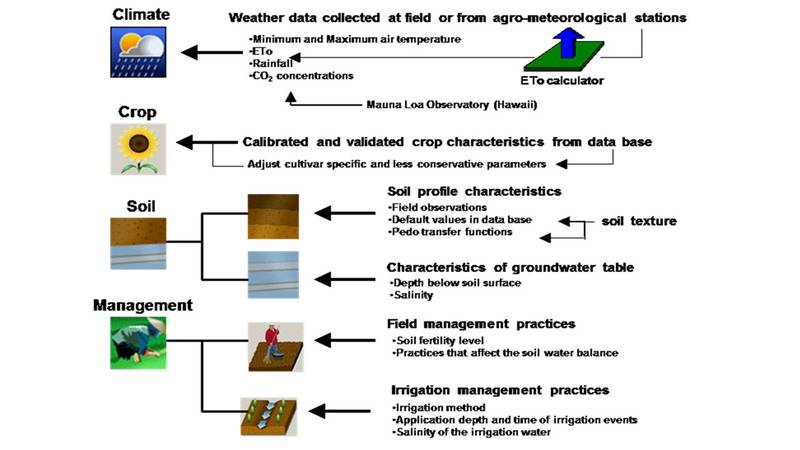 Climate
Weather data collected at field or from agro-meteorological stations
•Minimum and Maximum air temperature
•ETo
•Rainfall
•CO₂ concentrations
ETo calculator
Mauna Loa Observatory (Hawaii)
Crop
Calibrated and validated crop characteristics from data base
Adjust cultivar specific and less conservative parameters
Soil
Soil profile characteristics
•Field observations
•Default values in data base
•Pedo transfer functions
soil texture
Characteristics of groundwater table
•Depth below soil surface
•Salinity
Management
Field management practices
•Soil fertility level
•Practices that affect the soil water balance
Irrigation management practices
•Irrigation method
•Application depth and time of irrigation events
•Salinity of the irrigation water